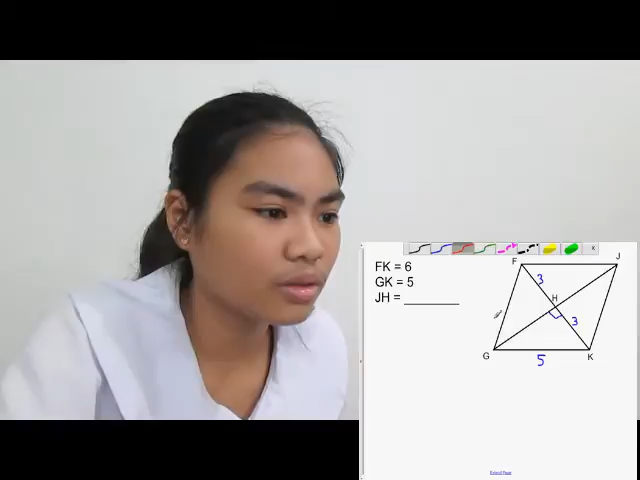 FK = 6
GK = 5
JH = ________
F
J
3
H
3
G
K
5
x